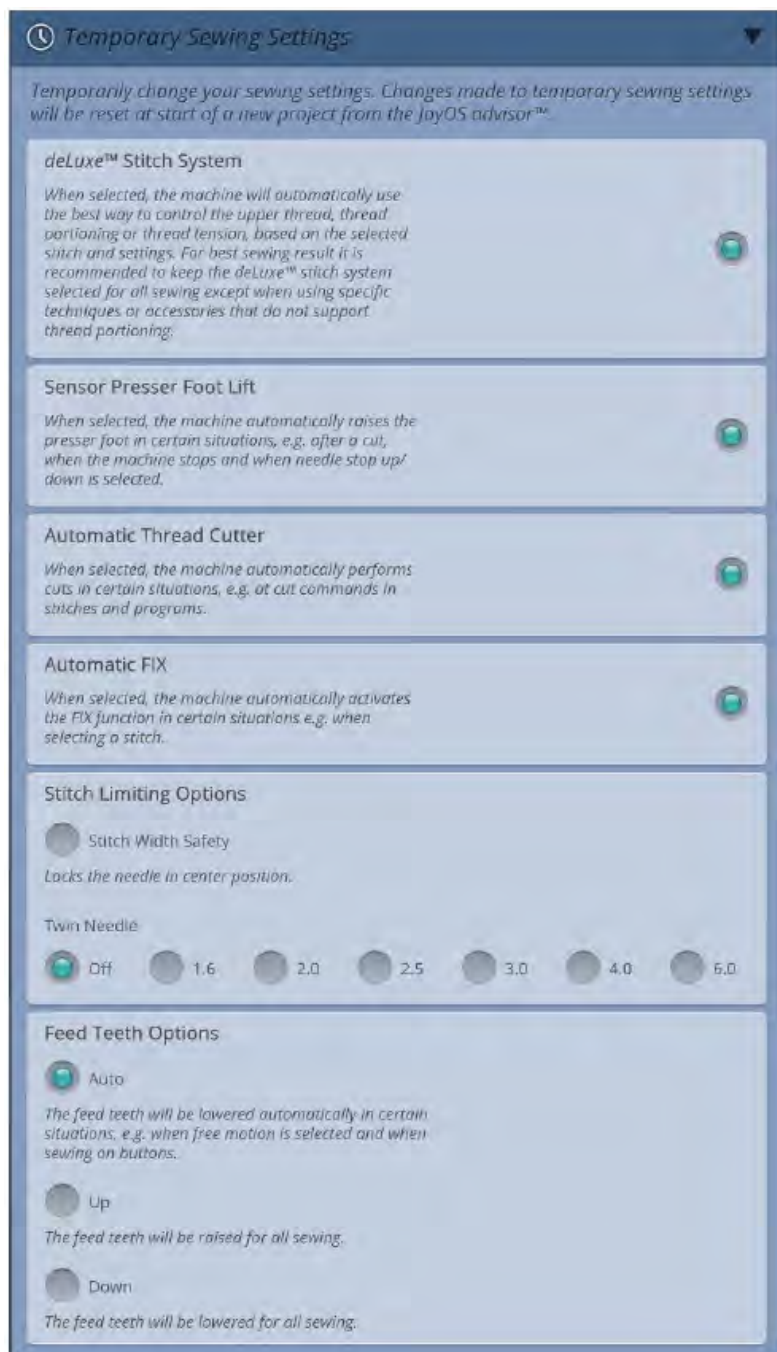 Temporary Sewing Settings
Temporarily change your sewing settings. Changes made to temporary sewing settings
will be reset at start of a new project from the JoyOS advisor™
deLuxe™ Stitch System
When selected, the machine will automatically use
the best way to control the upper thread, thread
portioning or thread tension, based on the selected
stitch and settings. For best sewing result it is
recommended to keep the deLuxe™ stitch system
selected for all sewing except when using specific
techniques or accessories that do not support
thread portioning.
Sensor Presser Foot Lift
When selected, the machine automatically raises the
presser foot in certain situations, e.g. after a cut,
when the machine stops and when needle stop up/
down is selected.
Automatic Thread Cutter
When selected, the machine automatically performs
cuts in certain situations, e.g. at cut commands in
stitches and programs.
Automatic FIX
When selected, the machine automatically activates
the FIX function in certain situations e.g. when
selecting a stitch.
Stitch Limiting Options
Stitch Width Safety
Locks the needle in center position.
Twin Needle
Off 1.6 2.0 2.5 3.0 4.0 6.0
Feed Teeth Options
Auto
The feed teeth will be lowered automatically in certain
situations, e.g. when free motion is selected and when
sewing on buttons.
Up
The feed teeth will be raised for all sewing.
Down
The feed teeth will be lowered for all sewing.